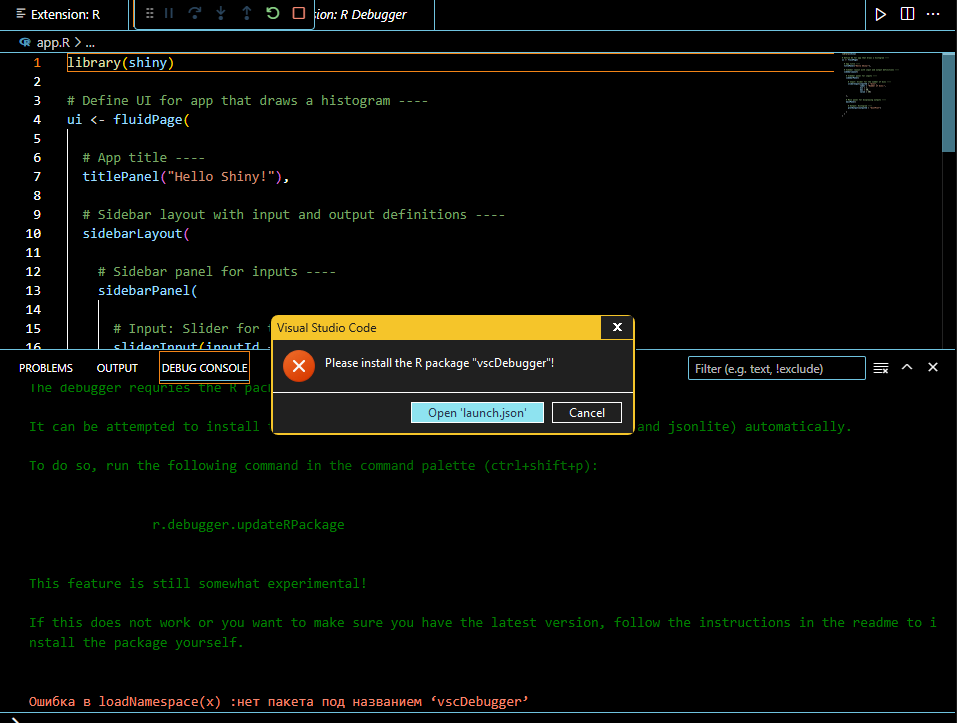 Extension: R
sion: R Debugger
app.R > ...
1 library(shiny)
2
3 # Define UI for app that draws a histogram ----
4 ui <- fluidPage(
5
6 # App title ----
7 titlePanel("Hello Shiny!"),
8
9 # Sidebar layout with input and output definitions ----
10 sidebarLayout(
11
12 # Sidebar panel for inputs ----
13 sidebarPanel(
14
15 # Input: Slider for
16 sliderInput(inputId
Visual Studio Code
Please install the R package "vscDebugger"!
Open 'launch.json'
Cancel
PROBLEMS OUTPUT DEBUG CONSOLE
Filter (e.g. text, !exclude)
The debugger requries the R pac
It can be attempted to install and jsonlite) automatically.
To do so, run the following command in the command palette (ctrl+shift+p):
r.debugger.updateRPackage
This feature is still somewhat experimental!
If this does not work or you want to make sure you have the latest version, follow the instructions in the readme to i
nstall the package yourself.
Ошибка в loadNamespace(x) :нет пакета под названием ‘vscDebugger’